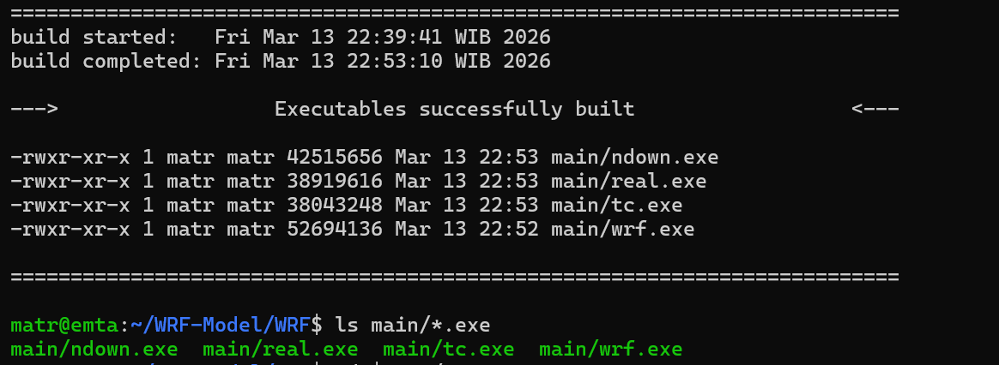 ==========================================================================
build started:   Fri Mar 13 22:39:41 WIB 2026
build completed: Fri Mar 13 22:53:10 WIB 2026
--->                  Executables successfully built                  <---
-rwxr-xr-x 1 matr matr 42515656 Mar 13 22:53 main/ndown.exe
-rwxr-xr-x 1 matr matr 38919616 Mar 13 22:53 main/real.exe
-rwxr-xr-x 1 matr matr 38043248 Mar 13 22:53 main/tc.exe
-rwxr-xr-x 1 matr matr 52694136 Mar 13 22:52 main/wrf.exe
==========================================================================
matr@emta:~/WRF-Model/WRF$ ls main/*.exe
main/ndown.exe  main/real.exe  main/tc.exe  main/wrf.exe